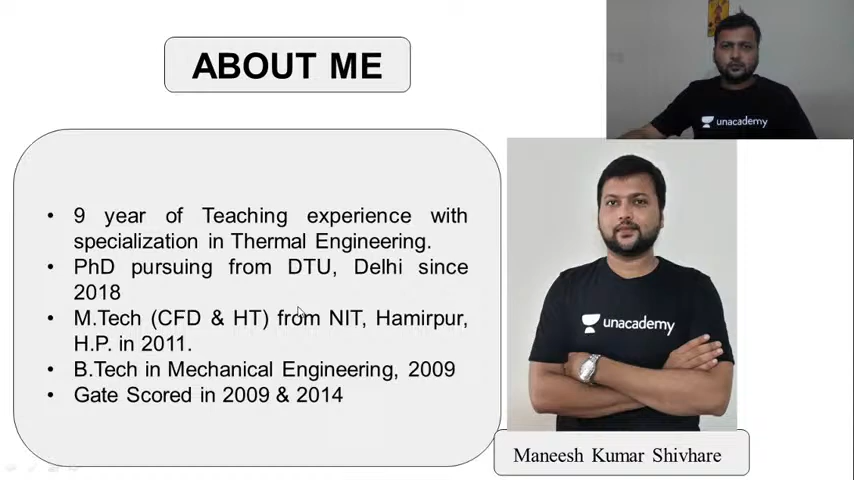 ABOUT ME
unacademy
• 9 year of Teaching experience with
specialization in Thermal Engineering.
• PhD pursuing from DTU, Delhi since
2018
• M.Tech (CFD & HT) from NIT, Hamirpur,
H.P. in 2011.
• B.Tech in Mechanical Engineering, 2009
• Gate Scored in 2009 & 2014
unacademy
Maneesh Kumar Shivhare